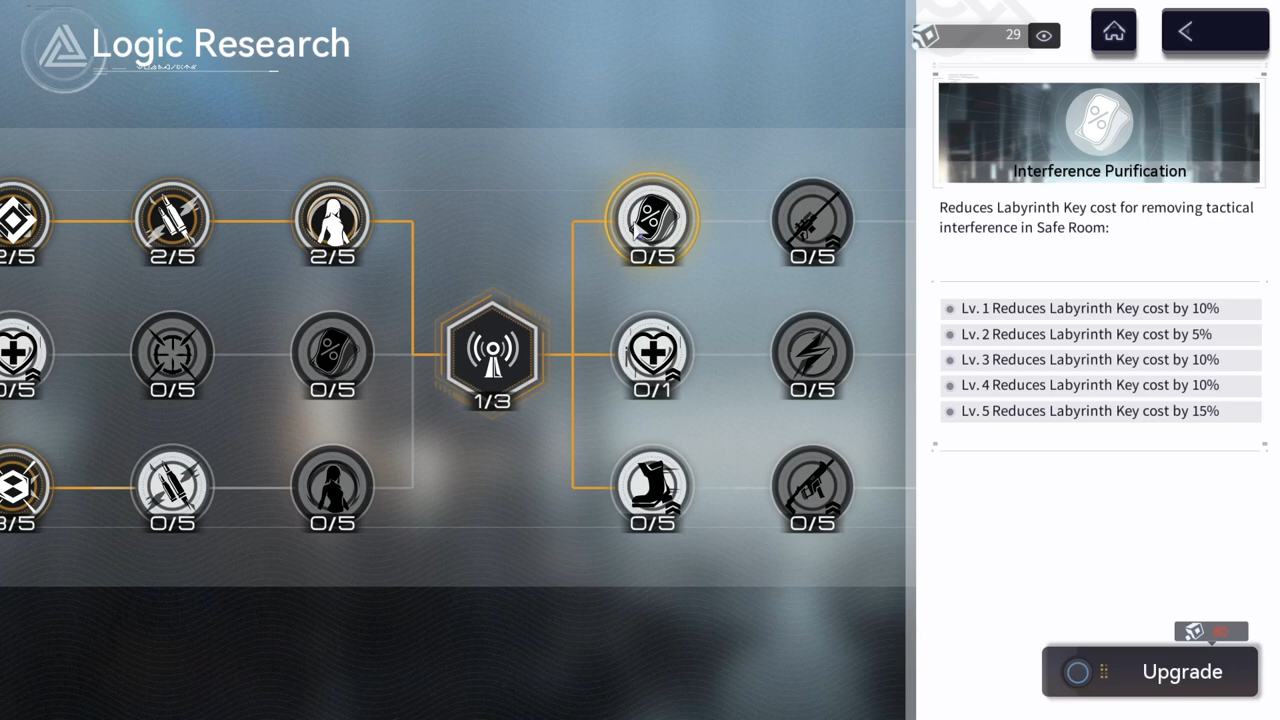 Logic Research
29
Interference Purification
Reduces Labyrinth Key cost for removing tactical
interference in Safe Room:
Lv. 1 Reduces Labyrinth Key cost by 10%
Lv. 2 Reduces Labyrinth Key cost by 5%
Lv. 3 Reduces Labyrinth Key cost by 10%
Lv. 4 Reduces Labyrinth Key cost by 10%
Lv. 5 Reduces Labyrinth Key cost by 15%
2/5
2/5
2/5
0/5
0/5
0/5
0/5
0/5
1/3
0/1
0/5
3/5
0/5
0/5
0/5
0/5
Upgrade